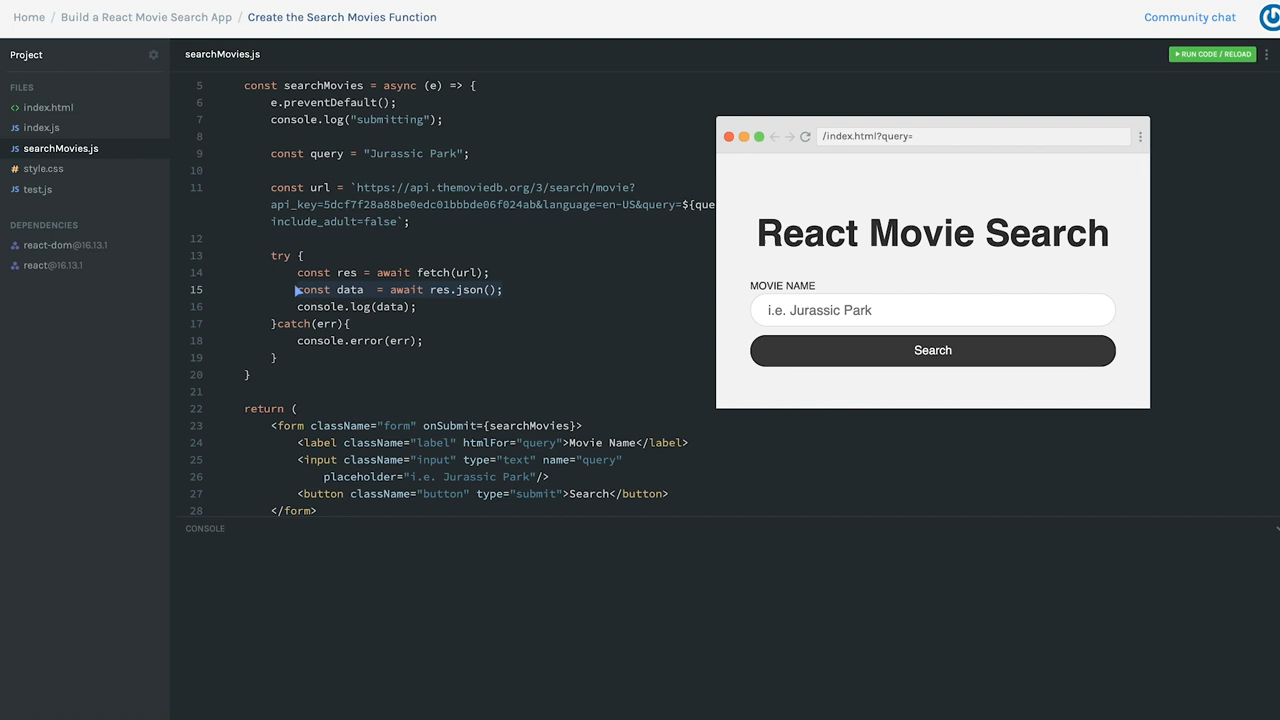 Home / Build a React Movie Search App / Create the Search Movies Function
Community chat
Project
FILES
<> index.html
JS index.js
JS searchMovies.js
# style.css
JS test.js
DEPENDENCIES
react-dom@16.13.1
react@16.13.1
searchMovies.js
RUN CODE / RELOAD
5 const searchMovies = async (e) => {
6 e.preventDefault();
7 console.log("submitting");
8
9 const query = "Jurassic Park";
10
11 const url = `https://api.themoviedb.org/3/search/movie?
api_key=5dcf7f28a88be0edc01bbbde06f024ab&language=en-US&query=${que
include_adult=false`;
12
13 try {
14 const res = await fetch(url);
15 const data  = await res.json();
16 console.log(data);
17 }catch(err){
18 console.error(err);
19 }
20 }
21
22 return (
23 <form className="form" onSubmit={searchMovies}>
24 <label className="label" htmlFor="query">Movie Name</label>
25 <input className="input" type="text" name="query"
26 placeholder="i.e. Jurassic Park"/>
27 <button className="button" type="submit">Search</button>
28 </form>
/index.html?query=
React Movie Search
MOVIE NAME
i.e. Jurassic Park
Search
CONSOLE